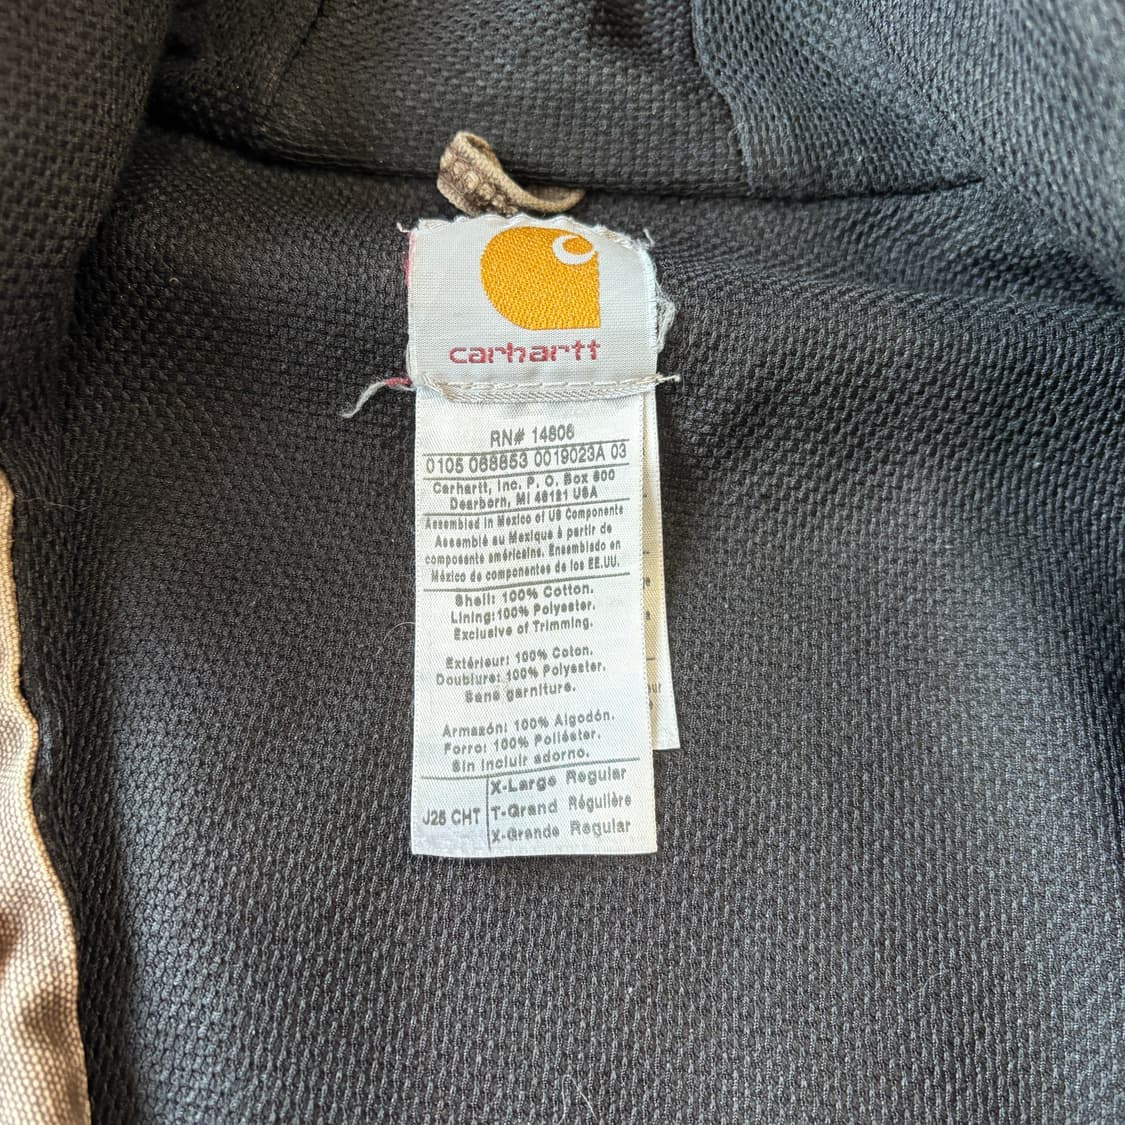 carhartt
RN# 14806
0105 068853 0019023A 03
Carhartt, Inc. P. O. Box 600
Dearborn, MI 48121 USA
Assembled in Mexico of US Components
Assemblé au Mexique à partir de
composants américains. Ensamblado en
México de componentes de los EE.UU.
Shell: 100% Cotton.
Lining: 100% Polyester.
Exclusive of Trimming.
Extérieur: 100% Coton.
Doublure: 100% Polyester.
Sans garniture.
Armazón: 100% Algodón.
Forro: 100% Poliéster.
Sin incluir adorno.
J25 CHT
X-Large Regular
T-Grand Régulière
X-Grande Regular